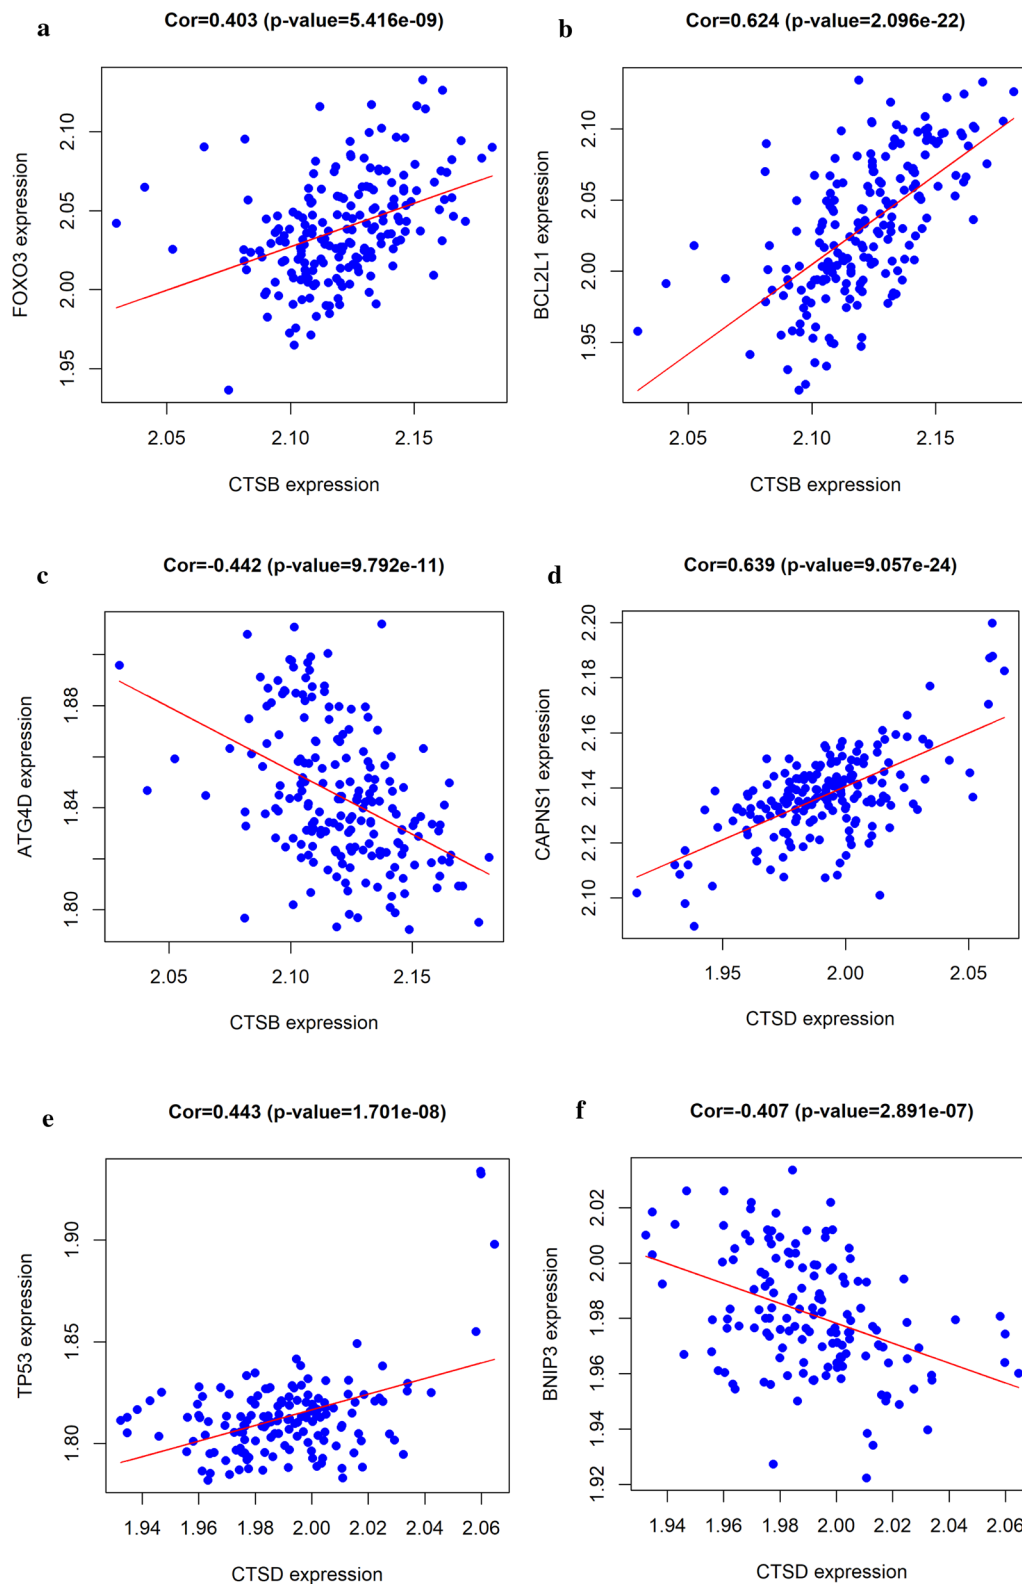 a
Cor=0.403 (p-value=5.416e-09)
FOXO3 expression
2.10
2.05
2.00
1.95
2.05 2.10 2.15
CTSB expression
b
Cor=0.624 (p-value=2.096e-22)
BCL2L1 expression
2.10
2.05
2.00
1.95
2.05 2.10 2.15
CTSB expression
c
Cor=-0.442 (p-value=9.792e-11)
ATG4D expression
1.88
1.84
1.80
2.05 2.10 2.15
CTSB expression
d
Cor=0.639 (p-value=9.057e-24)
CAPNS1 expression
2.20
2.18
2.16
2.14
2.12
2.10
1.95 2.00 2.05
CTSD expression
e
Cor=0.443 (p-value=1.701e-08)
TP53 expression
1.90
1.85
1.80
1.94 1.96 1.98 2.00 2.02 2.04 2.06
CTSD expression
f
Cor=-0.407 (p-value=2.891e-07)
BNIP3 expression
2.02
2.00
1.98
1.96
1.94
1.92
1.94 1.96 1.98 2.00 2.02 2.04 2.06
CTSD expression